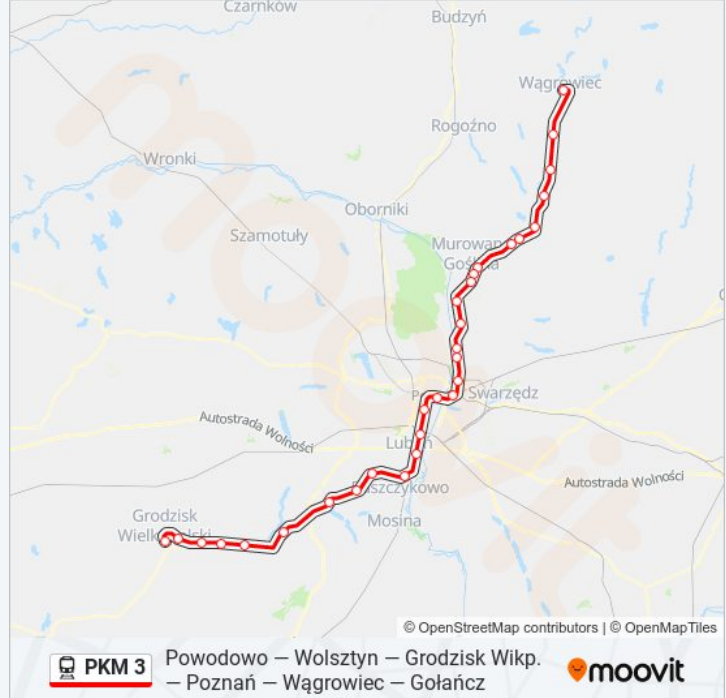 Czarnków
Budzyń
Wągrowiec
Rogoźno
Wronki
Oborniki
Szamotuły
Murowana
Goślina
Swarzędz
Autostrada Wolności
Luboń
Autostrada Wolności
Puszczykowo
Mosina
Grodzisk
Wielkopolski
© OpenStreetMap contributors | © OpenMapTiles
PKM 3
Powodowo — Wolsztyn — Grodzisk Wikp.
— Poznań — Wągrowiec — Gołańcz
moovit